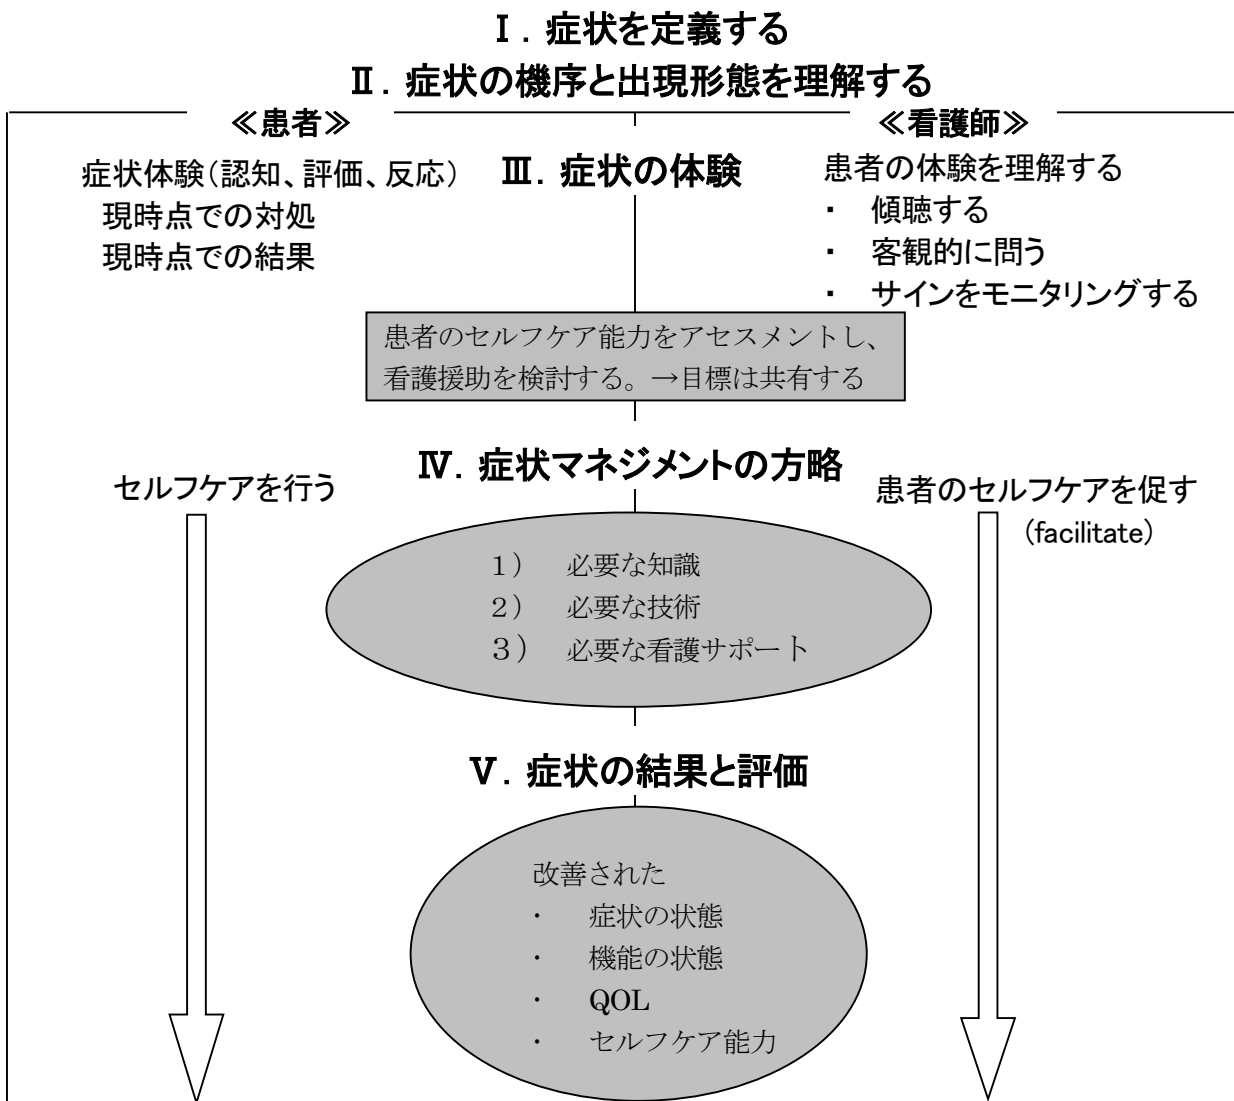 Ⅰ．症状を定義する
Ⅱ．症状の機序と出現形態を理解する
≪患者≫
≪看護師≫
症状体験（認知、評価、反応）
現時点での対処
現時点での結果
Ⅲ．症状の体験
患者の体験を理解する
・ 傾聴する
・ 客観的に問う
・ サインをモニタリングする
患者のセルフケア能力をアセスメントし、
看護援助を検討する。→目標は共有する
Ⅳ．症状マネジメントの方略
セルフケアを行う
患者のセルフケアを促す
（facilitate）
１） 必要な知識
２） 必要な技術
３） 必要な看護サポート
Ⅴ．症状の結果と評価
改善された
・ 症状の状態
・ 機能の状態
・ QOL
・ セルフケア能力